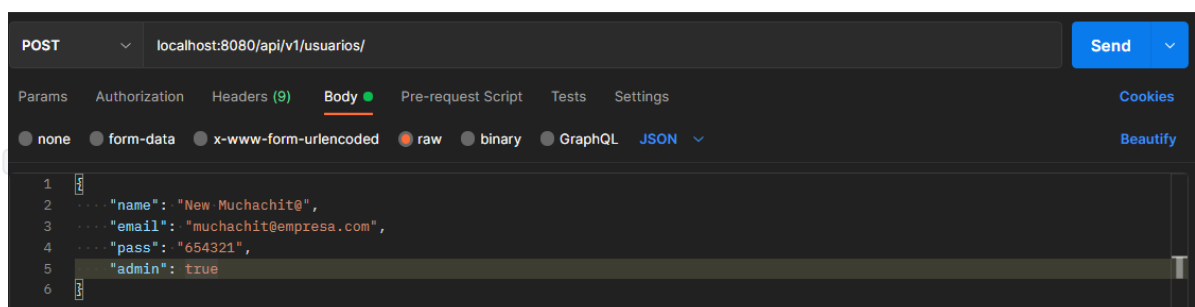 POST localhost:8080/api/v1/usuarios/ Send
Params Authorization Headers (9) Body Pre-request Script Tests Settings Cookies
none form-data x-www-form-urlencoded raw binary GraphQL JSON Beautify
1 {
2 "name": "New Muchachit@",
3 "email": "muchachit@empresa.com",
4 "pass": "654321",
5 "admin": true
6 }